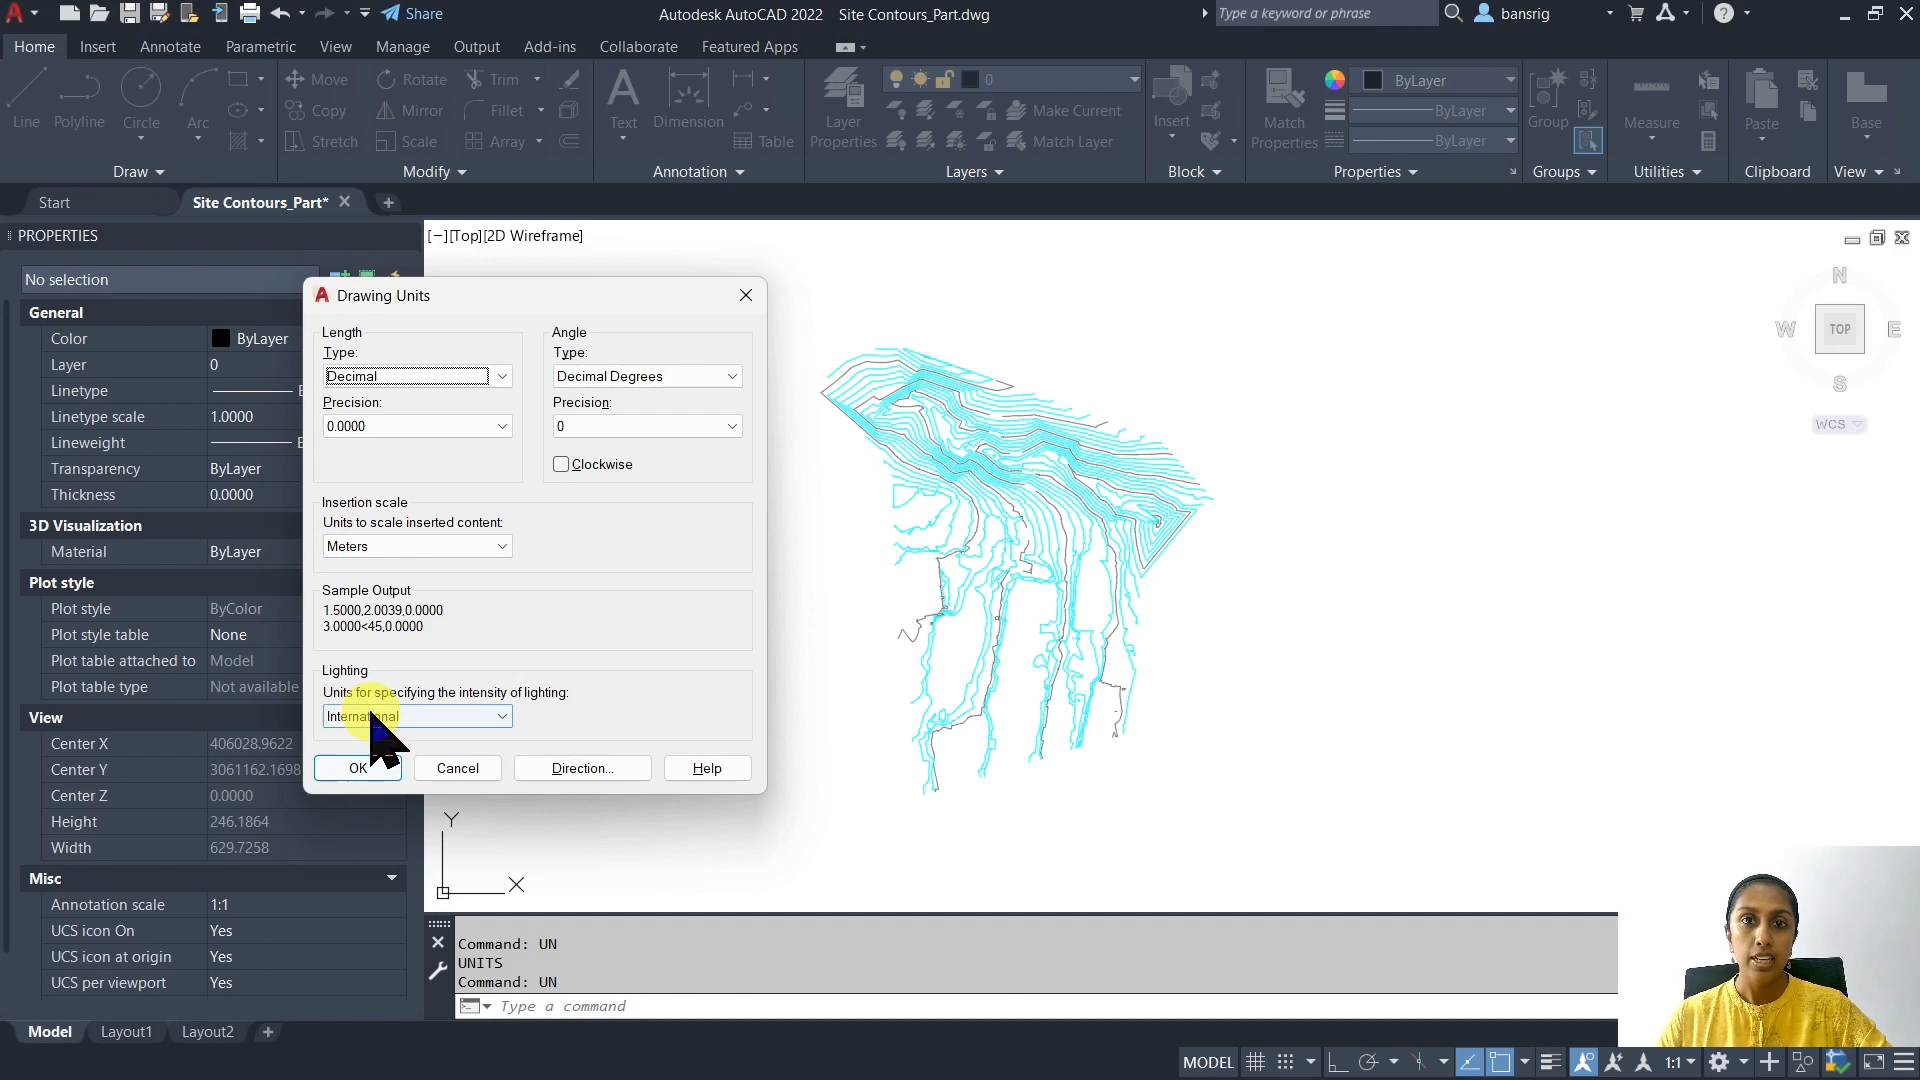 Share
Autodesk AutoCAD 2022 Site Contours_Part.dwg
Type a keyword or phrase
bansrig
Home Insert Annotate Parametric View Manage Output Add-ins Collaborate Featured Apps
Line Polyline Circle Arc
Move Rotate Trim
Copy Mirror Fillet
Stretch Scale Array
Text Dimension Table
Layer Properties
0
Make Current
Match Layer
Insert
Match Properties
ByLayer
ByLayer
ByLayer
Group Measure Paste Base
Draw Modify Annotation Layers Block Properties Groups Utilities Clipboard View
Start Site Contours_Part*
PROPERTIES
No selection
General
Color ByLayer
Layer 0
Linetype
Linetype scale 1.0000
Lineweight
Transparency ByLayer
Thickness 0.0000
3D Visualization
Material ByLayer
Plot style
Plot style ByColor
Plot style table None
Plot table attached to Model
Plot table type Not available
View
Center X 406028.9622
Center Y 3061162.1698
Center Z 0.0000
Height 246.1864
Width 629.7258
Misc
Annotation scale 1:1
UCS icon On Yes
UCS icon at origin Yes
UCS per viewport Yes
[−][Top][2D Wireframe]
Drawing Units
Length
Type:
Decimal
Precision:
0.0000
Angle
Type:
Decimal Degrees
Precision:
0
Clockwise
Insertion scale
Units to scale inserted content:
Meters
Sample Output
1.5000,2.0039,0.0000
3.0000<45,0.0000
Lighting
Units for specifying the intensity of lighting:
International
OK Cancel Direction... Help
N
W TOP E
S
WCS
Y
X
Command: UN
UNITS
Command: UN
Type a command
Model Layout1 Layout2
MODEL 1:1